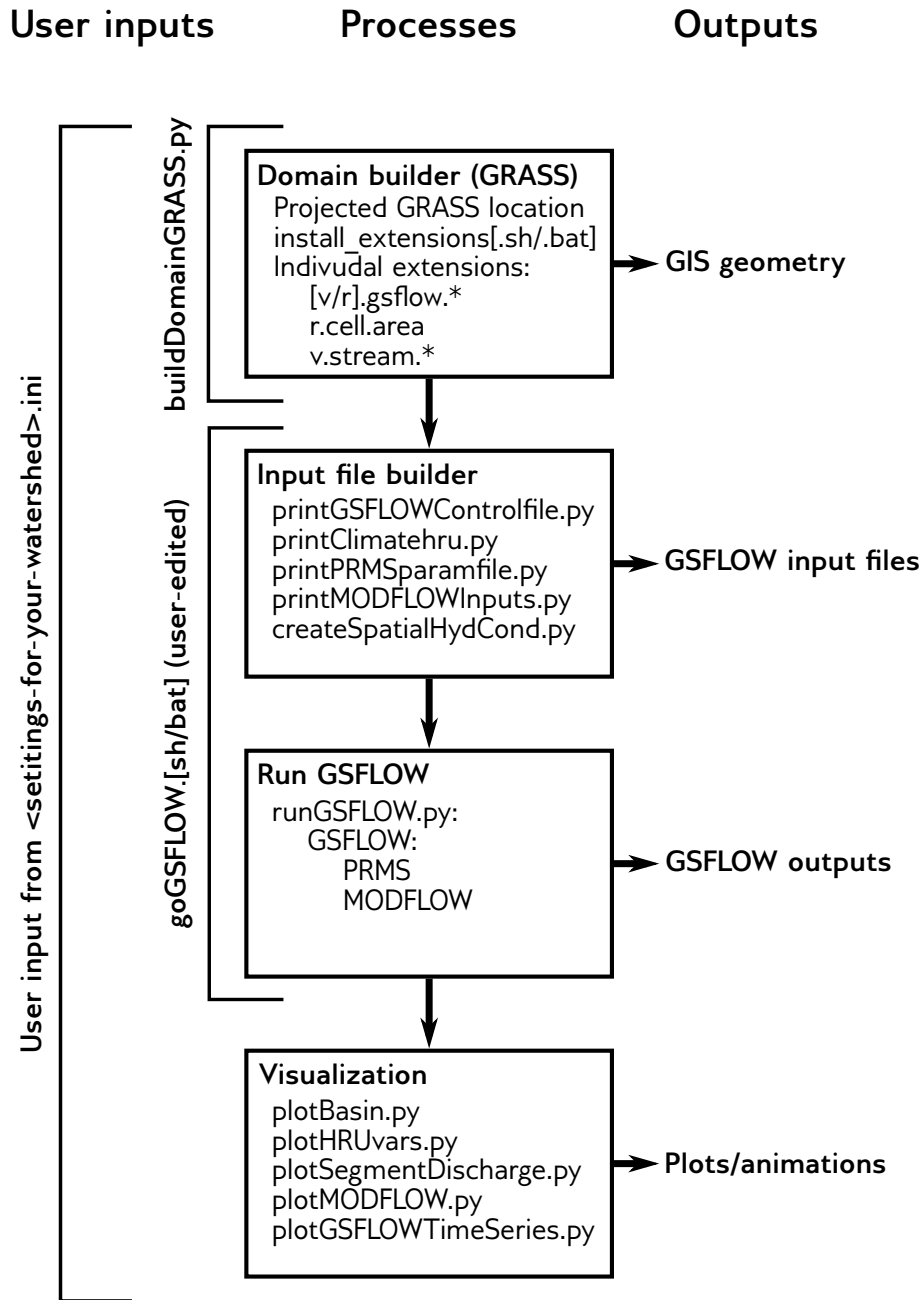 User inputs Processes Outputs
User input from <setitings-for-your-watershed>.ini
buildDomainGRASS.py
Domain builder (GRASS)
Projected GRASS location
install_extensions[.sh/.bat]
Indivudal extensions:
[v/r].gsflow.*
r.cell.area
v.stream.*
GIS geometry
goGSFLOW.[sh/bat] (user-edited)
Input file builder
printGSFLOWControlfile.py
printClimatehru.py
printPRMSparamfile.py
printMODFLOWInputs.py
createSpatialHydCond.py
GSFLOW input files
Run GSFLOW
runGSFLOW.py:
GSFLOW:
PRMS
MODFLOW
GSFLOW outputs
Visualization
plotBasin.py
plotHRUvars.py
plotSegmentDischarge.py
plotMODFLOW.py
plotGSFLOWTimeSeries.py
Plots/animations